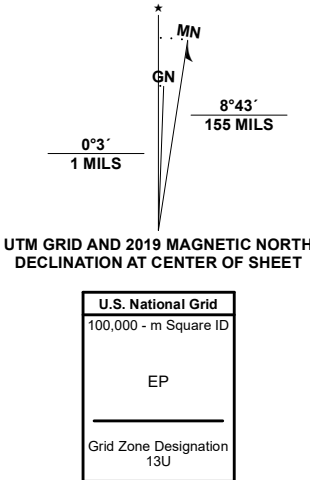 ★
MN
GN
8°43´
155 MILS
0°3´
1 MILS
UTM GRID AND 2019 MAGNETIC NORTH
DECLINATION AT CENTER OF SHEET
U.S. National Grid
100,000 - m Square ID
EP
Grid Zone Designation
13U